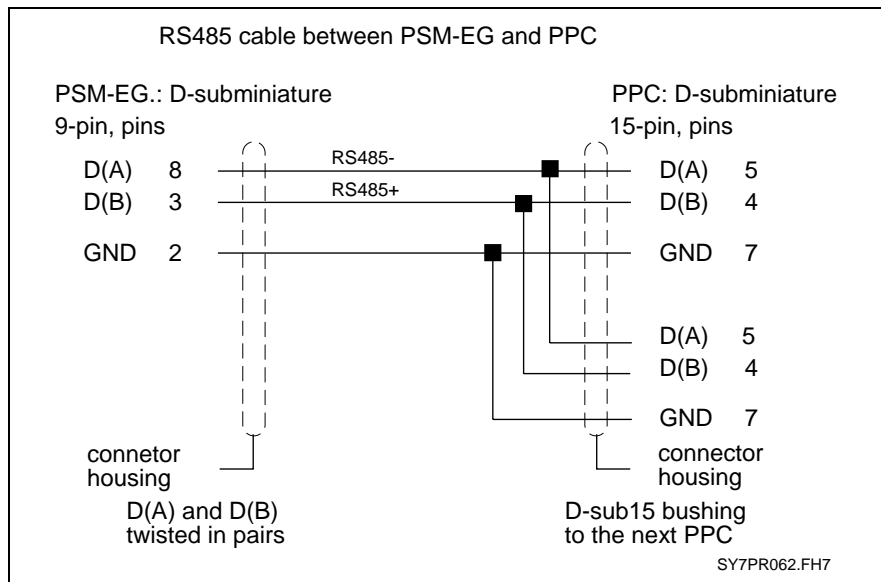 RS485 cable between PSM-EG and PPC
PSM-EG.: D-subminiature
9-pin, pins
PPC: D-subminiature
15-pin, pins
D(A) 8
RS485-
D(A) 5
D(B) 3
RS485+
D(B) 4
GND 2
GND 7
D(A) 5
D(B) 4
GND 7
connetor
housing
connector
housing
D(A) and D(B)
twisted in pairs
D-sub15 bushing
to the next PPC
SY7PR062.FH7